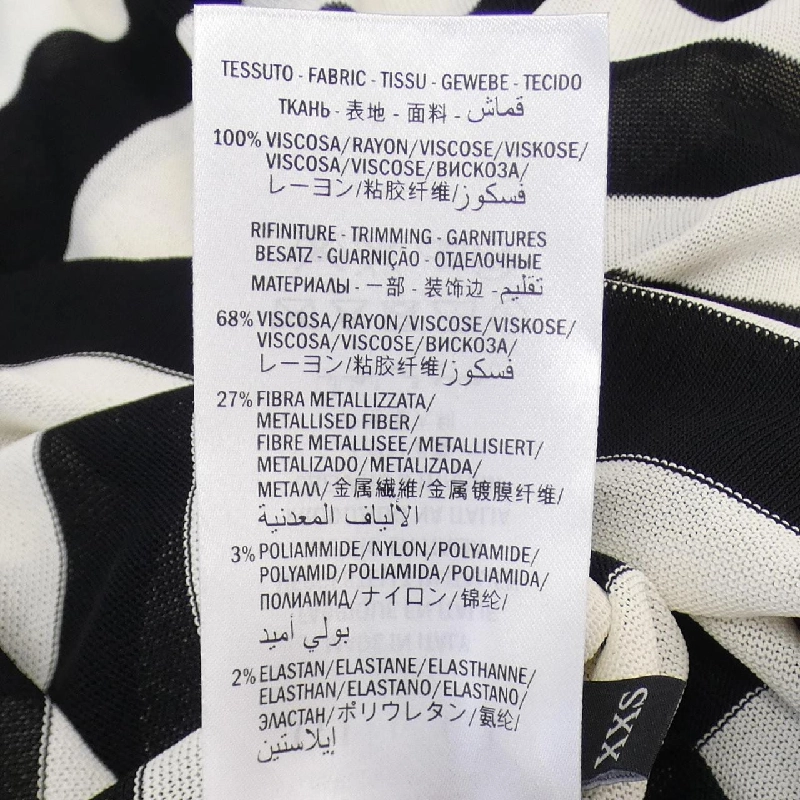 TESSUTO - FABRIC - TISSU - GEWEBE - TECIDO
ТКАНЬ - 表地 - 面料 - قماش
100% VISCOSA/RAYON/VISCOSE/VISKOSE/
VISCOSA/VISCOSE/ВИСКОЗА/
レーヨン/粘胶纤维/فسكوز
RIFINITURE - TRIMMING - GARNITURES
BESATZ - GUARNIÇÃO - ОТДЕЛОЧНЫЕ
МАТЕРИАЛЫ - 一部 - 装饰边 - تقليم
68% VISCOSA/RAYON/VISCOSE/VISKOSE/
VISCOSA/VISCOSE/ВИСКОЗА/
レーヨン/粘胶纤维/فسكوز
27% FIBRA METALLIZZATA/
METALLISED FIBER/
FIBRE METALLISEE/METALLISIERT/
METALIZADO/METALIZADA/
МЕТАЛЛ/金属繊維/金属镀膜纤维/
الألياف المعدنية
3% POLIAMMIDE/NYLON/POLYAMIDE/
POLYAMID/POLIAMIDA/POLIAMIDA/
ПОЛИАМИД/ナイロン/锦纶/
بولي أميد
2% ELASTAN/ELASTANE/ELASTHANNE/
ELASTHAN/ELASTANO/ELASTANO/
ЭЛАСТАН/ポリウレタン/氨纶/
إيلاستين
XXS